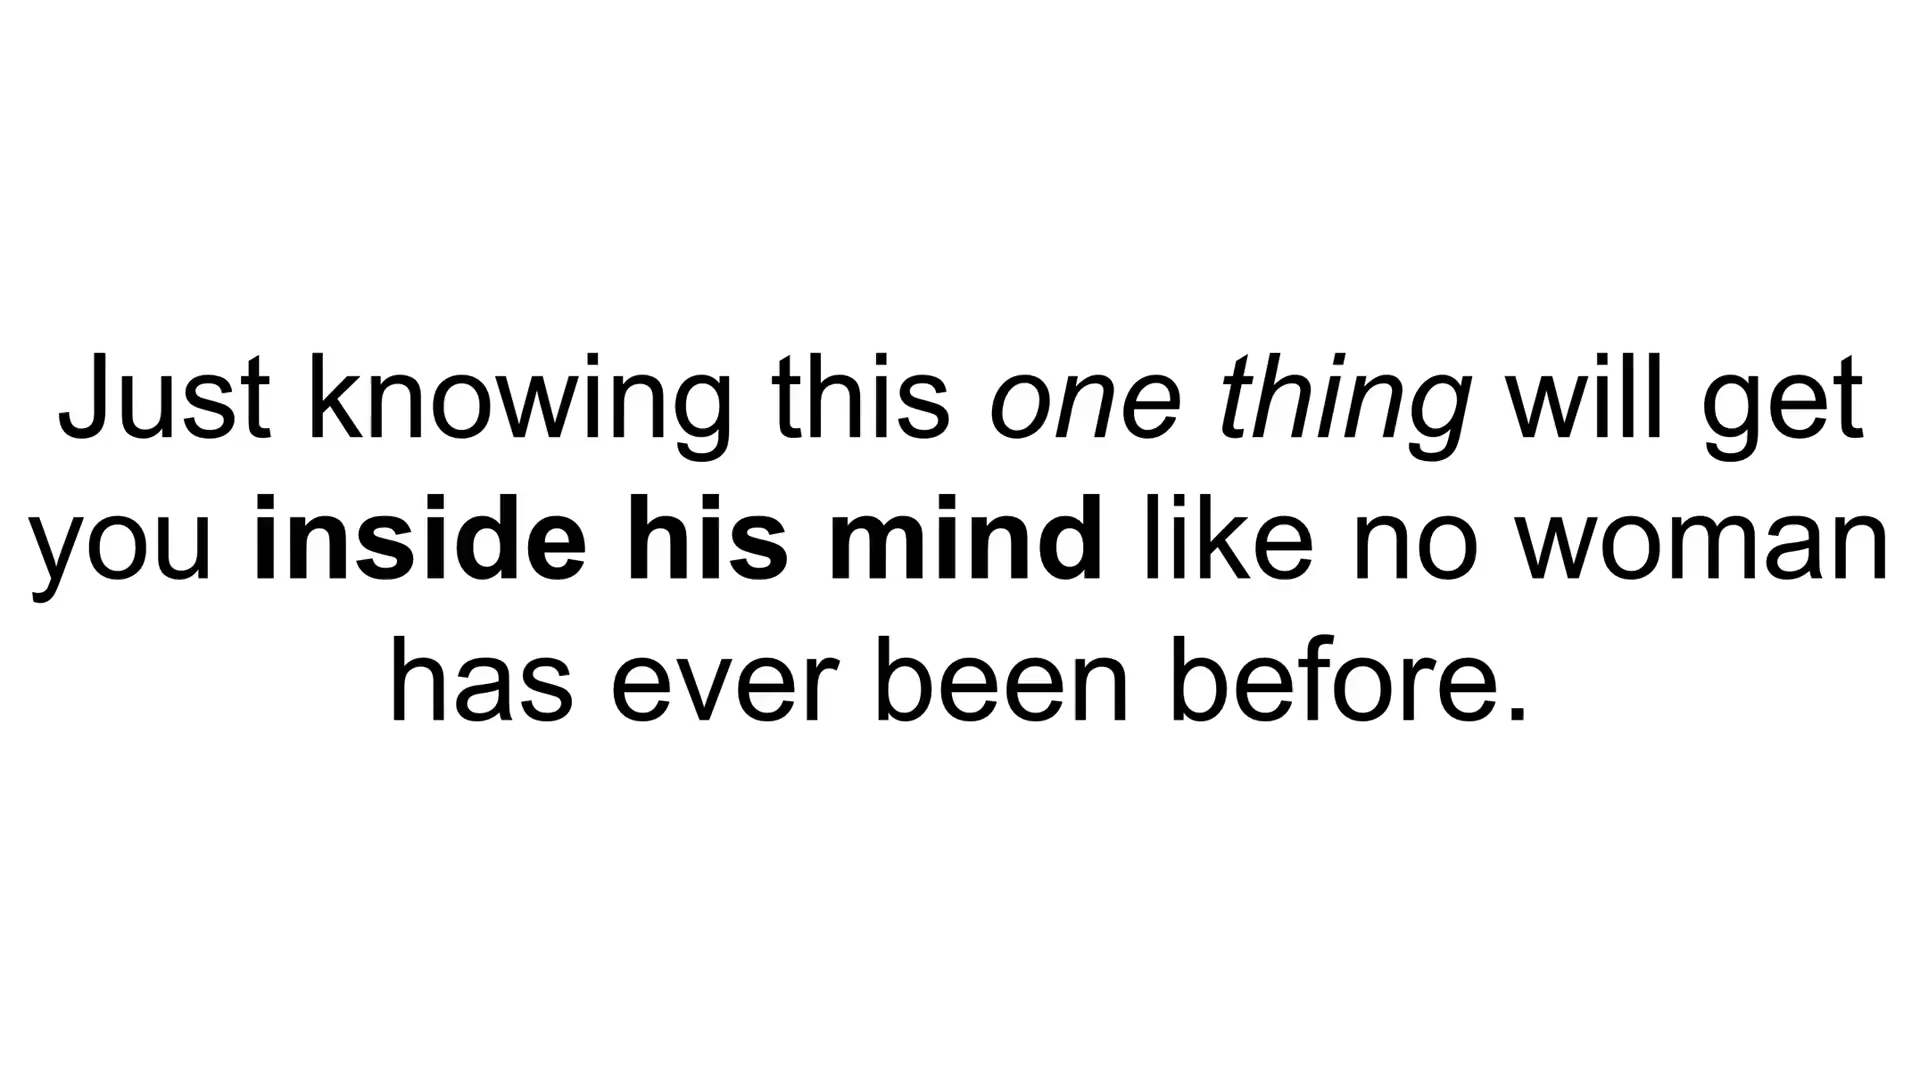 Just knowing this one thing will get
you inside his mind like no woman
has ever been before.